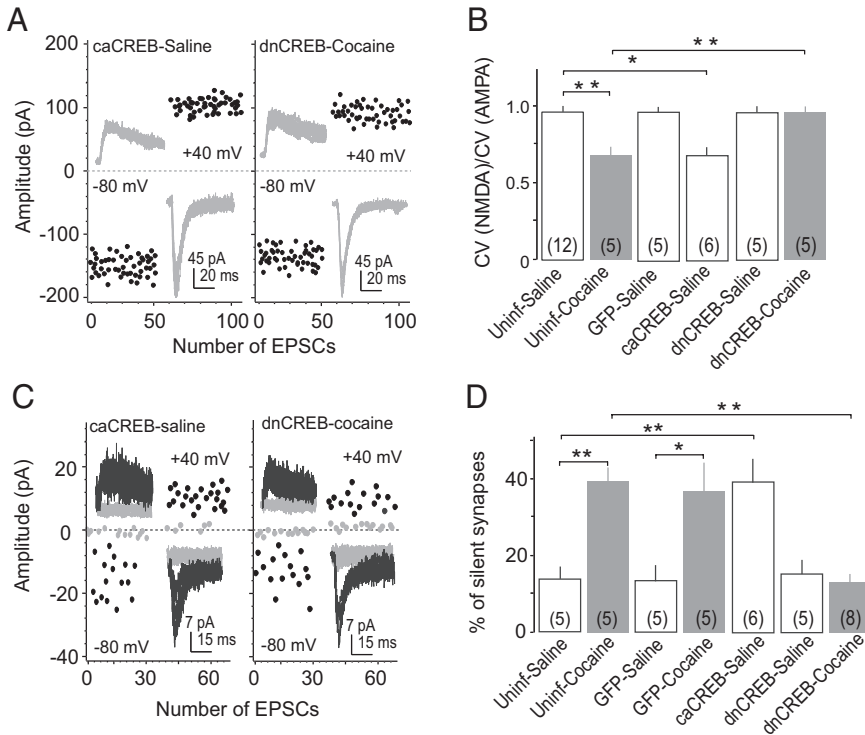 A
caCREB-Saline
dnCREB-Cocaine
Amplitude (pA)
200
100
0
-100
-200
+40 mV
-80 mV
45 pA
20 ms
+40 mV
-80 mV
45 pA
20 ms
0 50 100 0 50 100
Number of EPSCs
B
CV (NMDA)/CV (AMPA)
* *
*
* *
1.0
0.5
0
(12) (5) (5) (6) (5) (5)
Uninf-Saline
Uninf-Cocaine
GFP-Saline
caCREB-Saline
dnCREB-Saline
dnCREB-Cocaine
C
caCREB-saline
dnCREB-cocaine
Amplitude (pA)
20
0
-20
-40
+40 mV
-80 mV
7 pA
15 ms
+40 mV
-80 mV
7 pA
15 ms
0 30 60 0 30 60
Number of EPSCs
D
% of silent synapses
* *
**
** *
40
20
0
(5) (5) (5) (5) (6) (5) (8)
Uninf-Saline
Uninf-Cocaine
GFP-Saline
GFP-Cocaine
caCREB-Saline
dnCREB-Saline
dnCREB-Cocaine